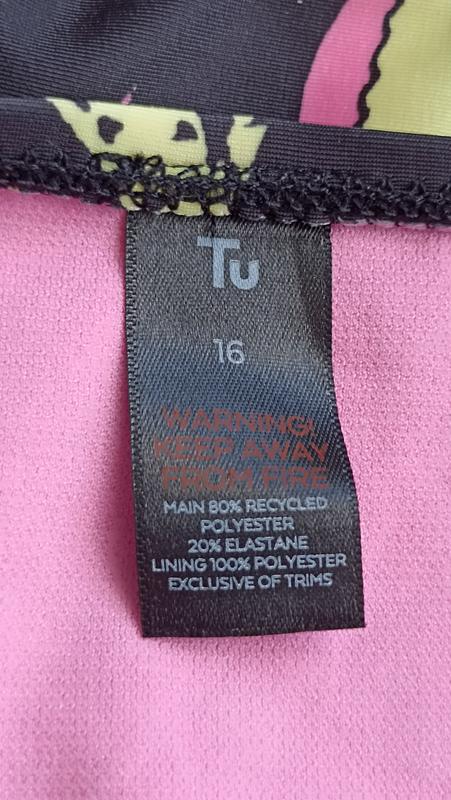 Tu
16
WARNING!
KEEP AWAY
FROM FIRE
MAIN 80% RECYCLED
POLYESTER
20% ELASTANE
LINING 100% POLYESTER
EXCLUSIVE OF TRIMS